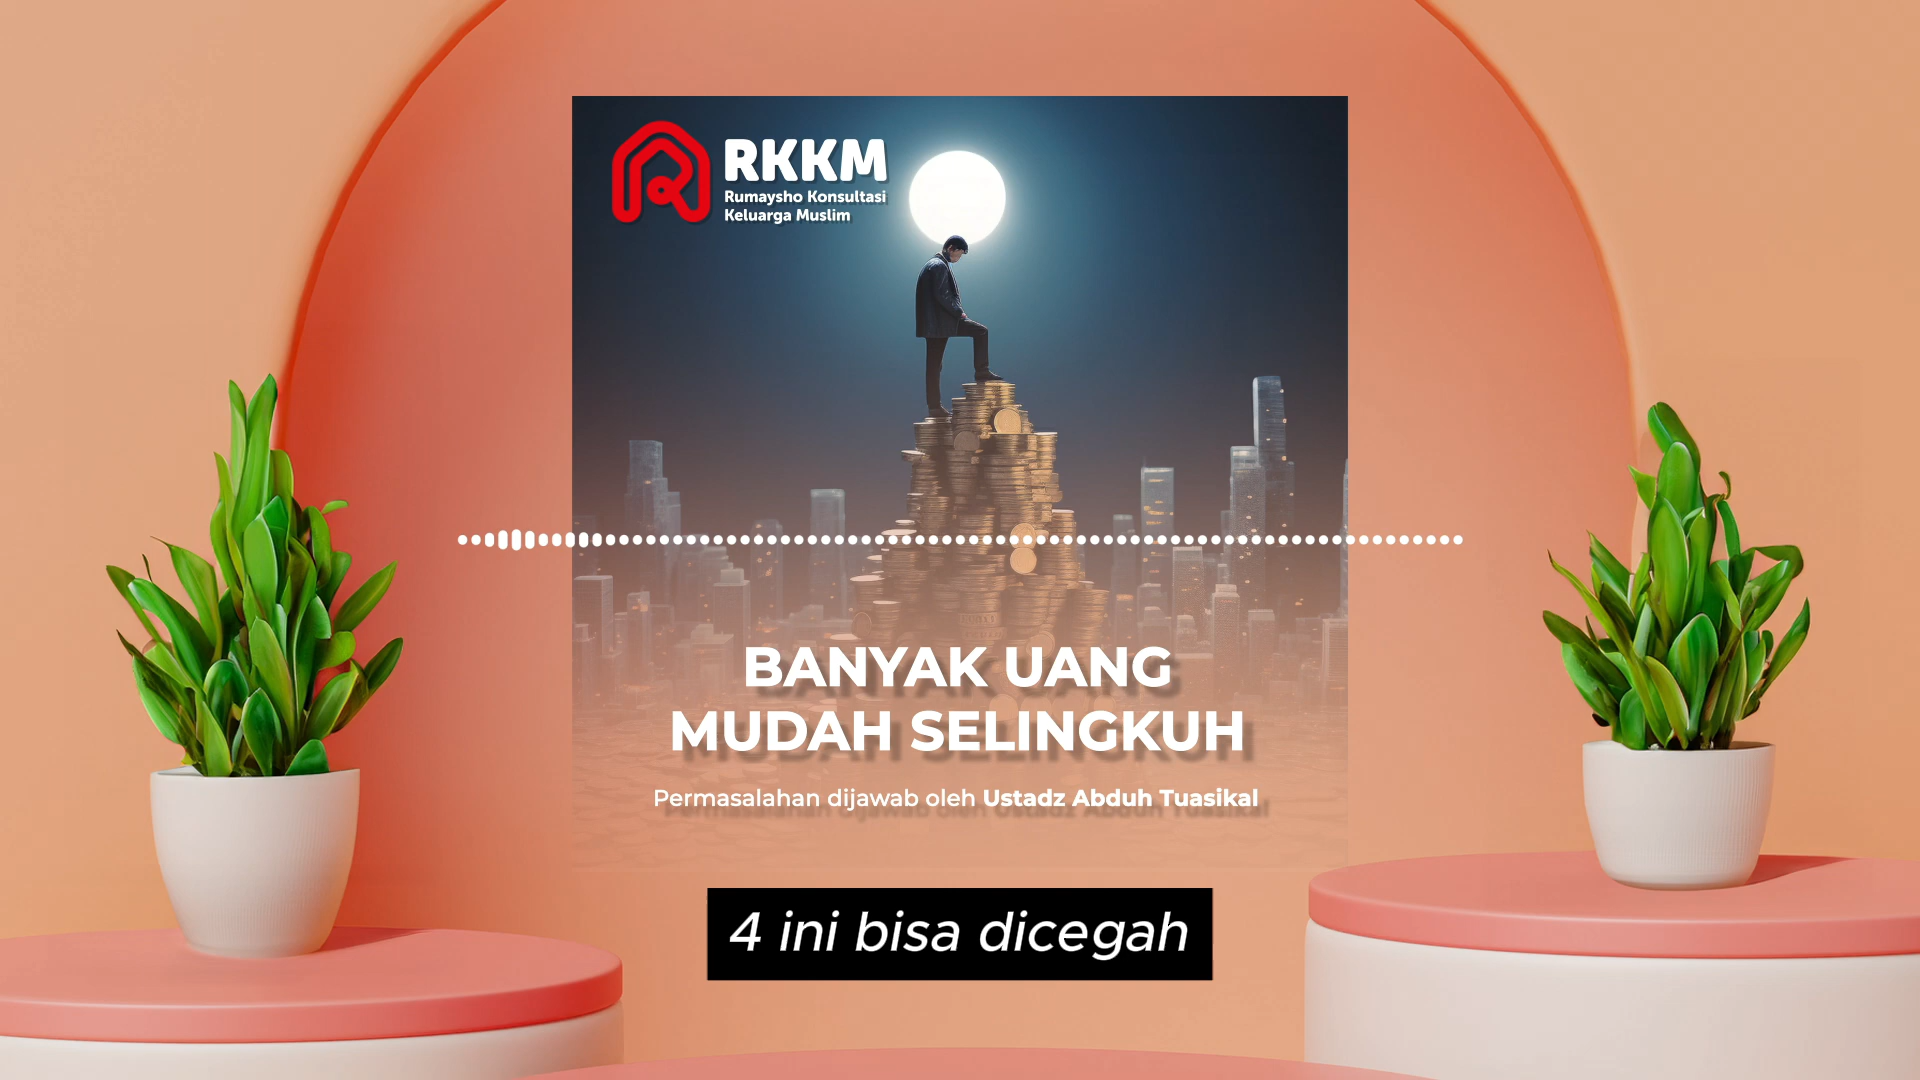 RKKM
Rumaysho Konsultasi
Keluarga Muslim
BANYAK UANG
MUDAH SELINGKUH
Permasalahan dijawab oleh Ustadz Abduh Tuasikal
4 ini bisa dicegah